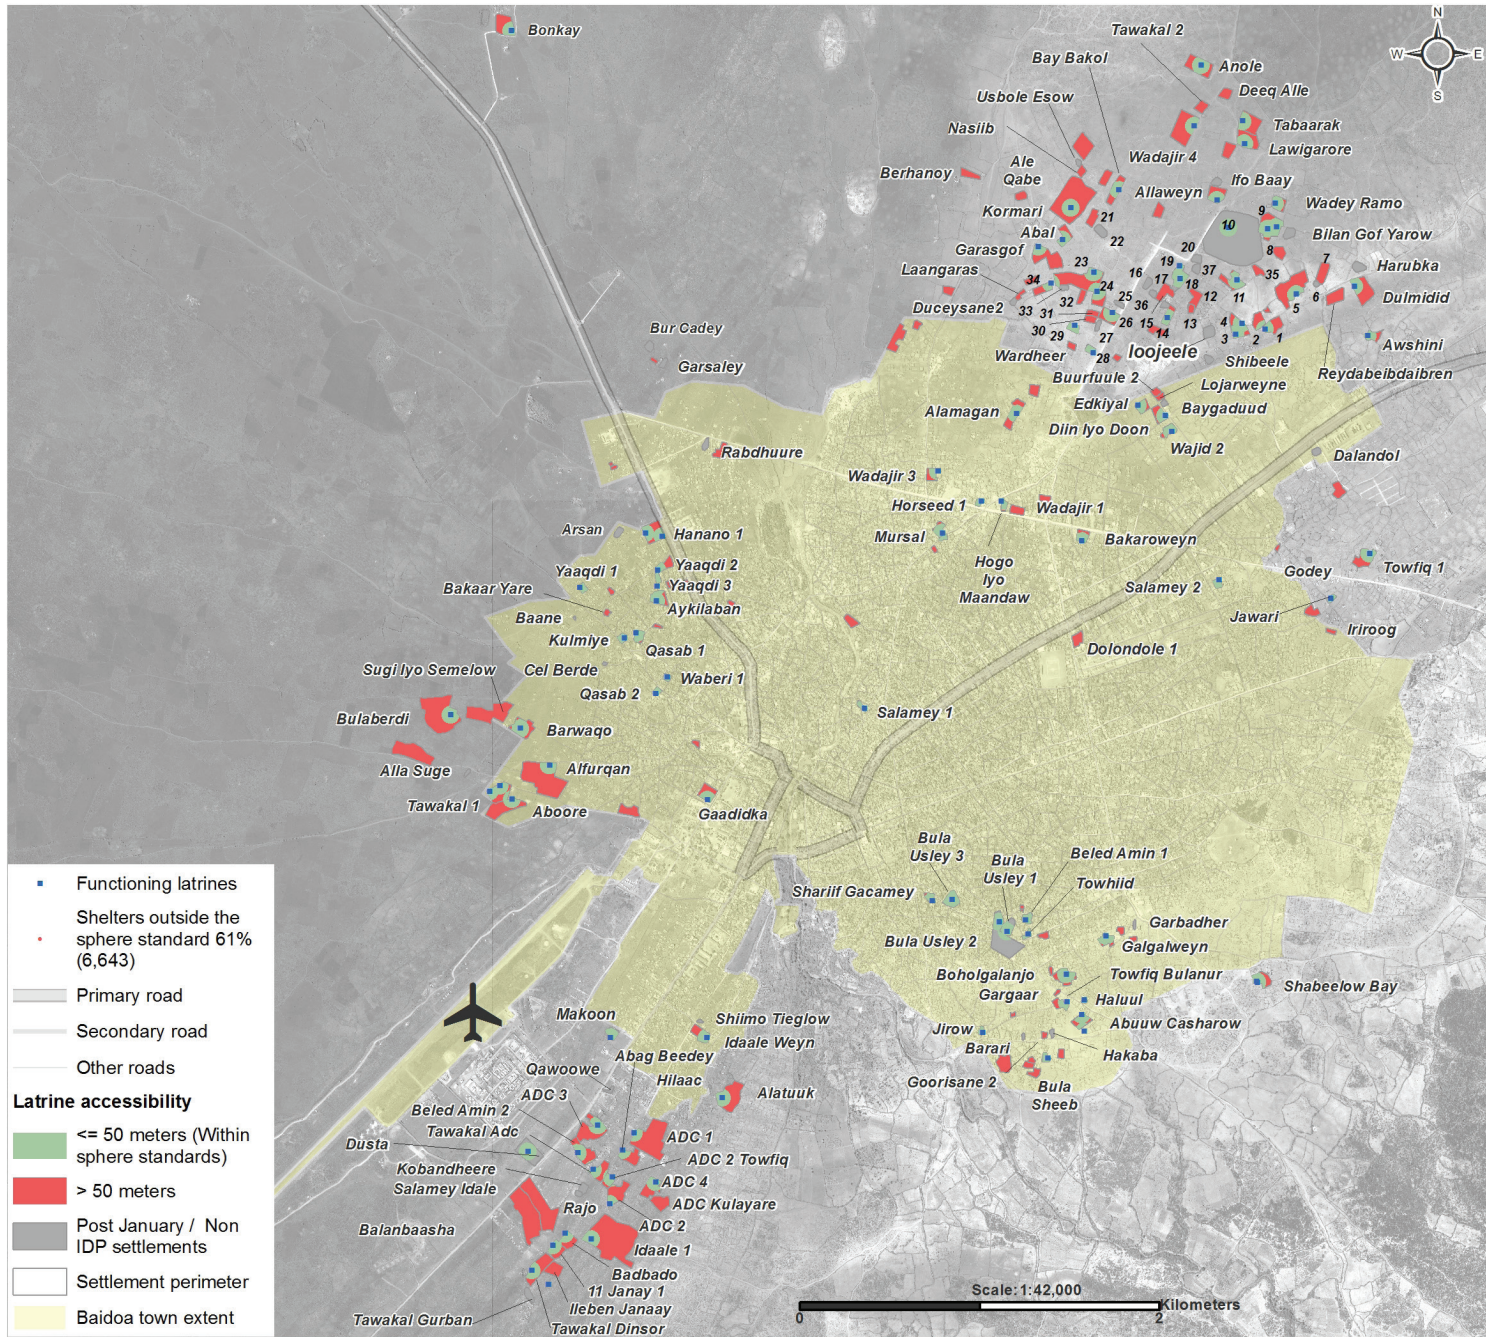 N
W
E
S
Bonkay
Tawakal 2
Anole
Bay Bakol
Deeq Alle
Usbole Esow
Tabaarak
Nasiib
Lawigarore
Wadajir 4
Ale
Qabe
Berhanoy
Ifo Baay
Allaweyn
Wadey Ramo
Kormari
21
9
10
Abal
22
Bilan Gof Yarow
Garasgof
20
8
7
Laangaras
23
16
19
37
35
Harubka
34
24
17
18
12
11
6
Dulmidid
Duceysane2
33
32
25
36
5
31
26
15
13
4
30
29
27
14
3
2
1
Bur Cadey
Wardheer
28
loojeele
Awshini
Garsaley
Shibeele
Reydabeibdaibren
Buurfuule 2
Lojarweyne
Alamagan
Edkiyal
Baygaduud
Diin Iyo Doon
Wajid 2
Rabdhuure
Dalandol
Wadajir 3
Horseed 1
Wadajir 1
Arsan
Hanano 1
Mursal
Bakaroweyn
Hogo
Iyo
Maandaw
Yaaqdi 1
Yaaqdi 2
Godey
Towfiq 1
Bakaar Yare
Yaaqdi 3
Salamey 2
Aykilaban
Baane
Jawari
Iriroog
Kulmiye
Qasab 1
Dolondole 1
Sugi Iyo Semelow
Cel Berde
Waberi 1
Qasab 2
Salamey 1
Bulaberdi
Barwaqo
Alla Suge
Alfurqan
Tawakal 1
Aboore
Gaadidka
Bula
Usley 3
Bula
Usley 1
Beled Amin 1
Shariif Gacamey
Towhiid
Garbadher
Bula Usley 2
Galgalweyn
Boholgalanjo
Towfiq Bulanur
Shabeelow Bay
Gargaar
Haluul
Makoon
Shiimo Tieglow
Jirow
Abuuw Casharow
Idaale Weyn
Barari
Hakaba
Abag Beedey
Qawoowe
Hilaac
Goorisane 2
Bula
Sheeb
ADC 3
Alatuuk
Beled Amin 2
Tawakal Adc
ADC 1
Dusta
ADC 2 Towfiq
Kobandheere
ADC 4
Salamey Idale
ADC Kulayare
Rajo
ADC 2
Balanbaasha
Idaale 1
Badbado
11 Janay 1
Ileben Janaay
Tawakal Gurban
Tawakal Dinsor
Functioning latrines
Shelters outside the
sphere standard 61%
(6,643)
Primary road
Secondary road
Other roads
Latrine accessibility
<= 50 meters (Within
sphere standards)
> 50 meters
Post January / Non
IDP settlements
Settlement perimeter
Baidoa town extent
Scale:1:42,000
Kilometers
0
2